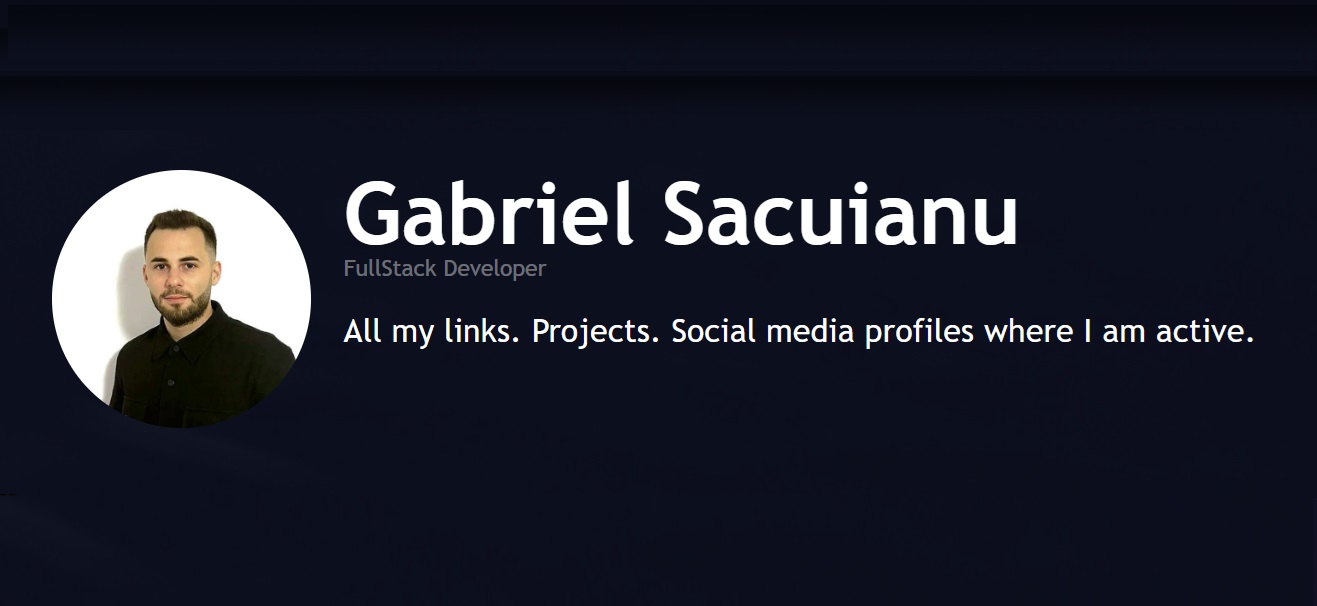 Gabriel Sacuianu
FullStack Developer
All my links. Projects. Social media profiles where I am active.